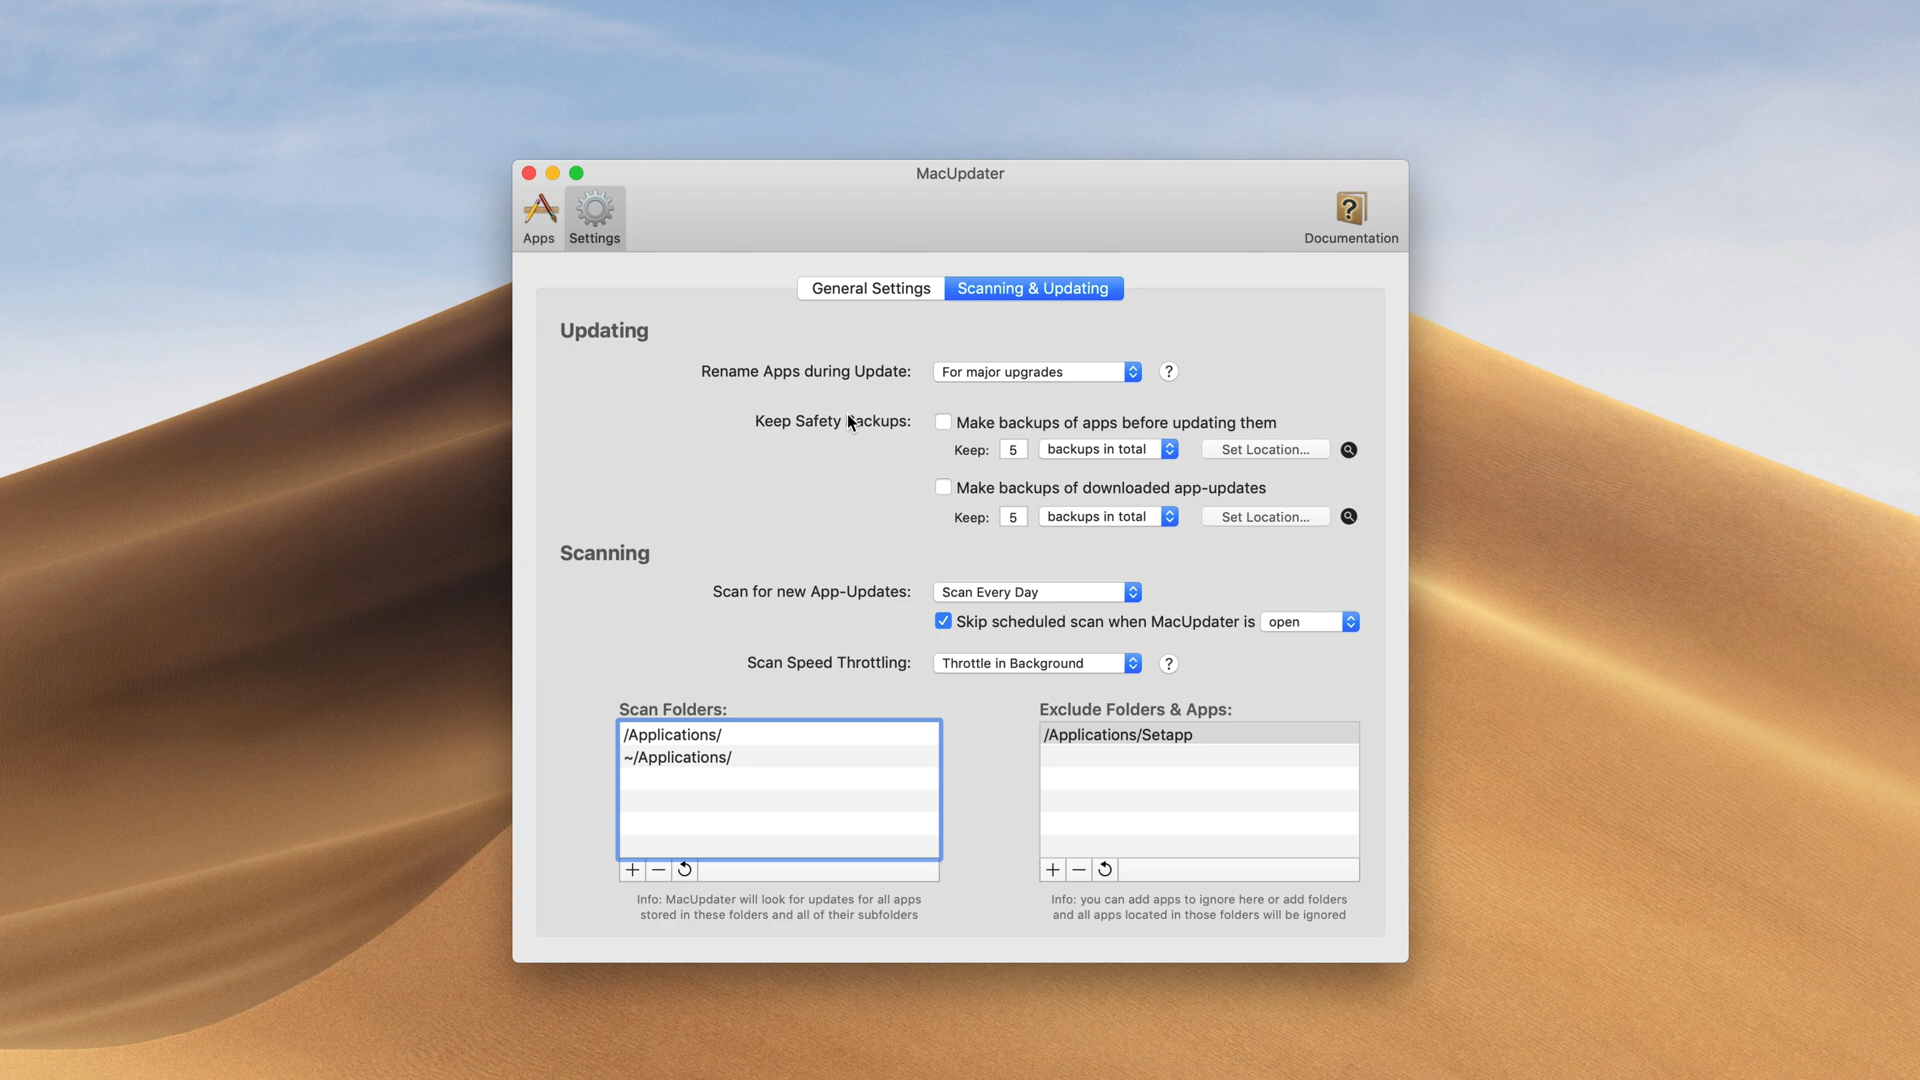 MacUpdater
Apps
Settings
Documentation
General Settings
Scanning & Updating
Updating
Rename Apps during Update:
For major upgrades
?
Keep Safety Backups:
Make backups of apps before updating them
Keep: 5 backups in total Set Location...
Make backups of downloaded app-updates
Keep: 5 backups in total Set Location...
Scanning
Scan for new App-Updates:
Scan Every Day
Skip scheduled scan when MacUpdater is open
Scan Speed Throttling:
Throttle in Background
?
Scan Folders:
/Applications/
~/Applications/
Info: MacUpdater will look for updates for all apps
stored in these folders and all of their subfolders
Exclude Folders & Apps:
/Applications/Setapp
Info: you can add apps to ignore here or add folders
and all apps located in those folders will be ignored